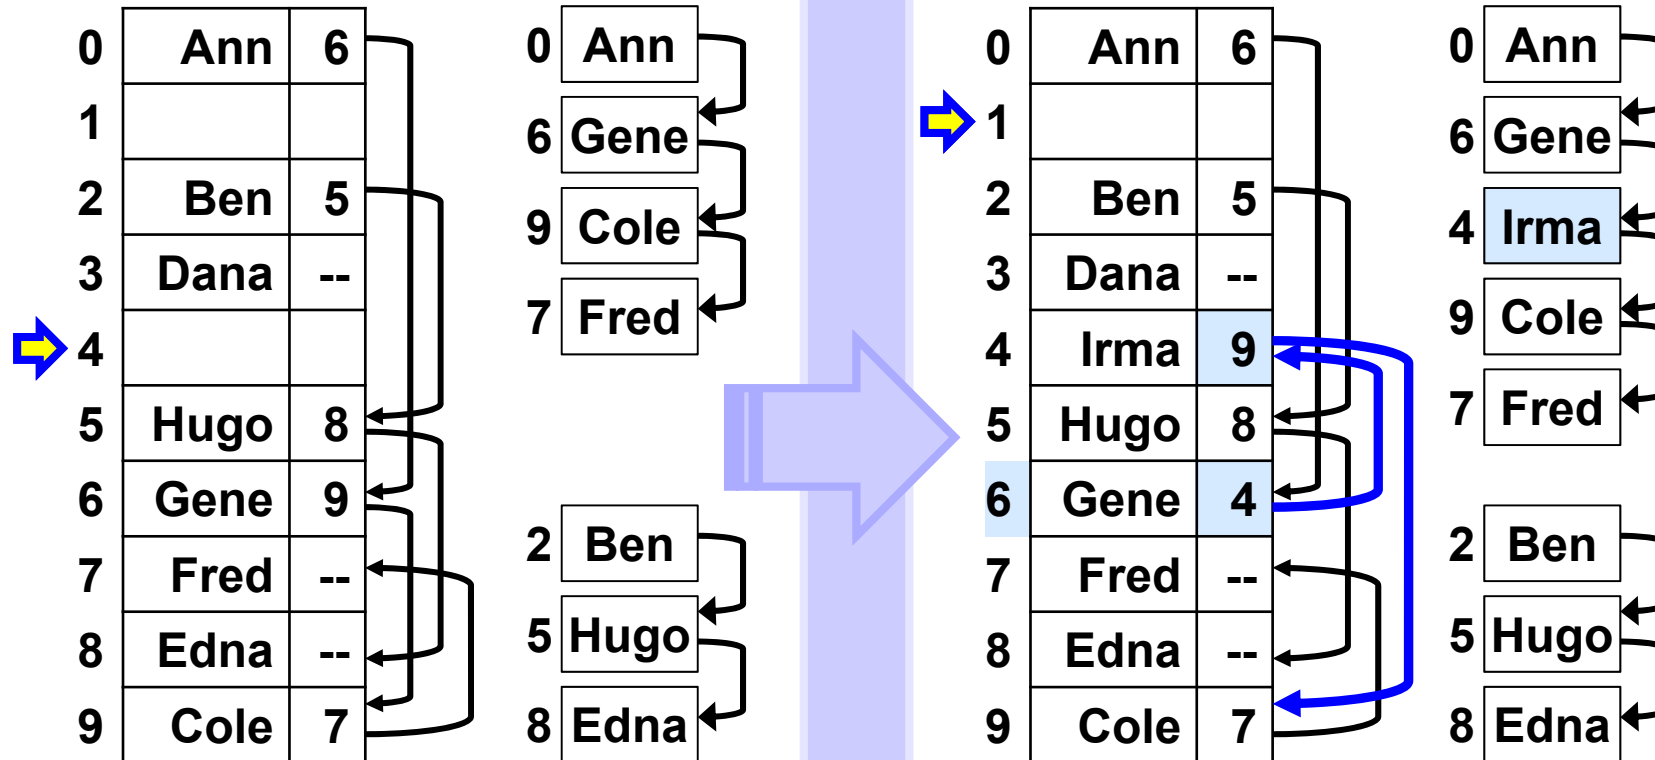 0 Ann 6
1
2 Ben 5
3 Dana --
4
5 Hugo 8
6 Gene 9
7 Fred --
8 Edna --
9 Cole 7
0 Ann
6 Gene
9 Cole
7 Fred
2 Ben
5 Hugo
8 Edna
0 Ann 6
1
2 Ben 5
3 Dana --
4 Irma 9
5 Hugo 8
6 Gene 4
7 Fred --
8 Edna --
9 Cole 7
0 Ann
6 Gene
4 Irma
9 Cole
7 Fred
2 Ben
5 Hugo
8 Edna